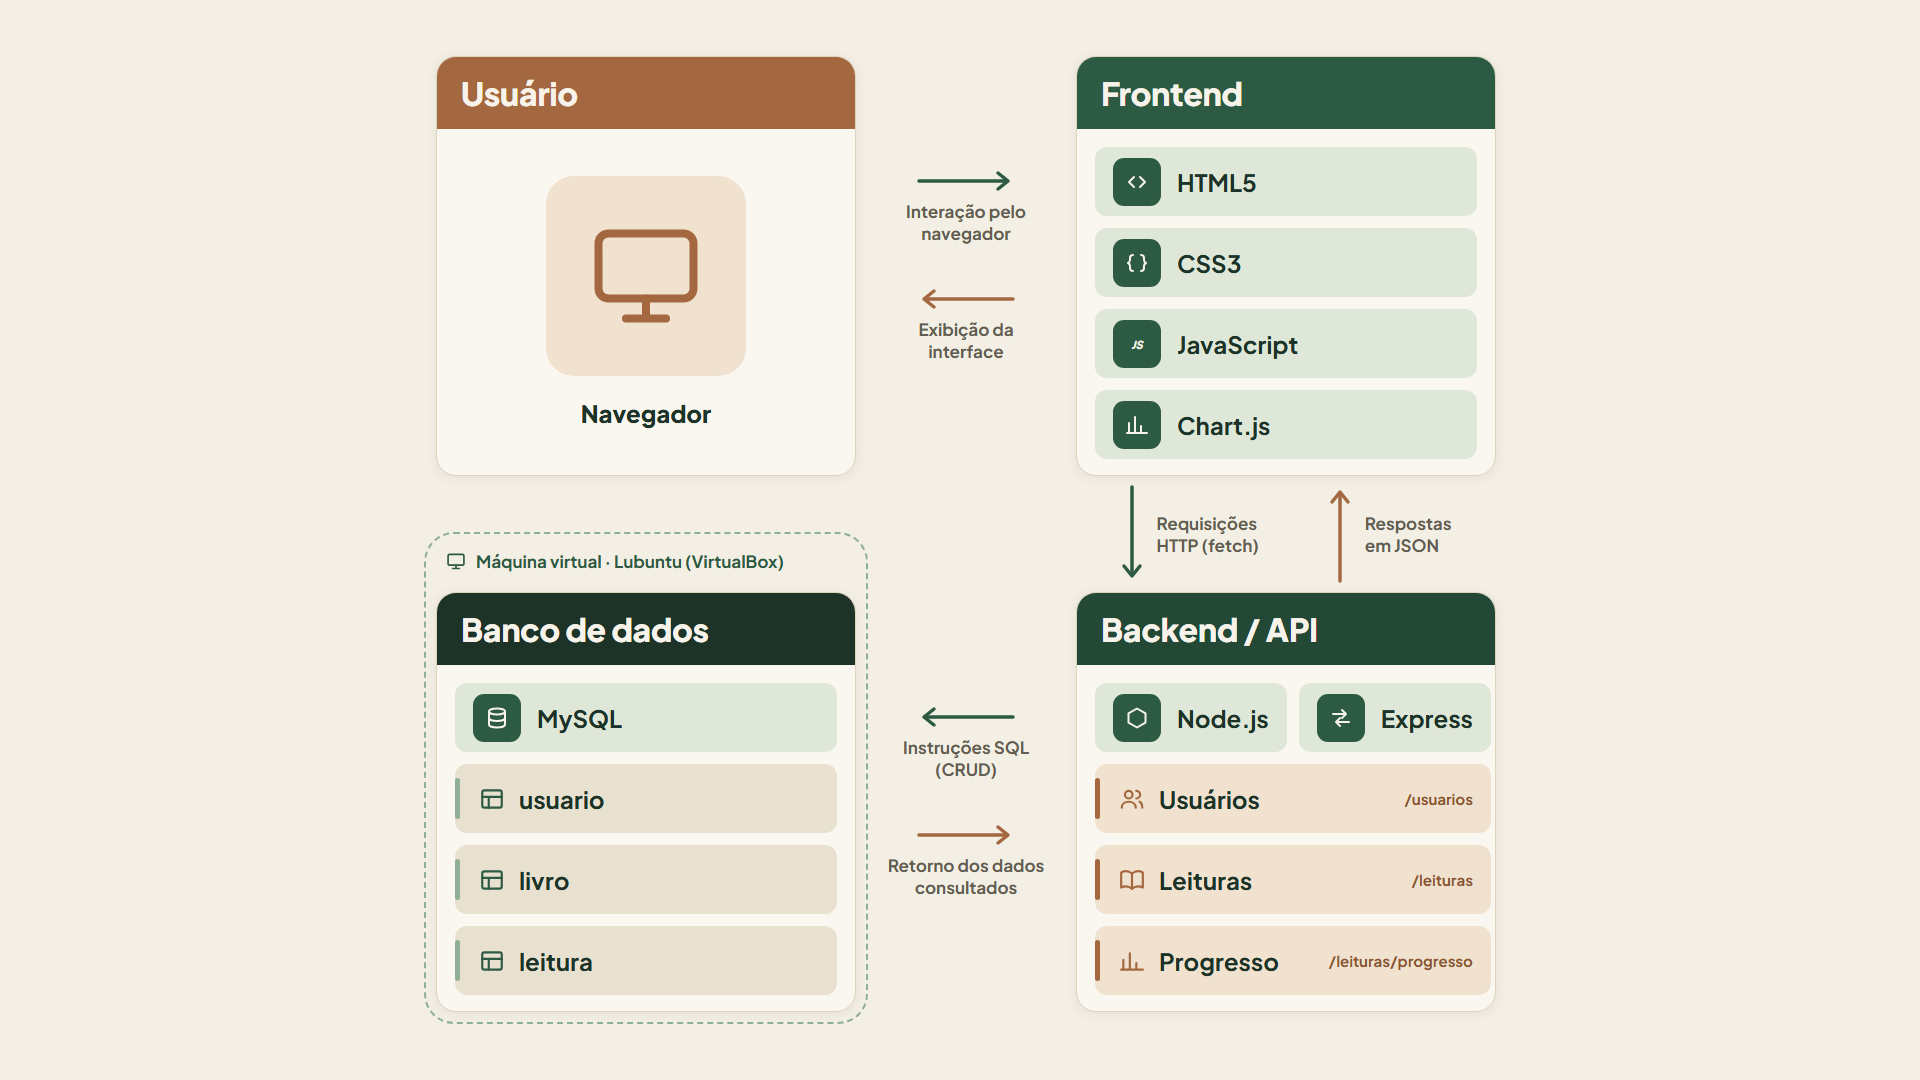 Usuário
Navegador
Interação pelo
navegador
Exibição da
interface
Frontend
HTML5
CSS3
JS
JavaScript
Chart.js
Requisições
HTTP (fetch)
Respostas
em JSON
Máquina virtual · Lubuntu (VirtualBox)
Banco de dados
MySQL
usuario
livro
leitura
Instruções SQL
(CRUD)
Retorno dos dados
consultados
Backend / API
Node.js
Express
Usuários /usuarios
Leituras /leituras
Progresso /leituras/progresso